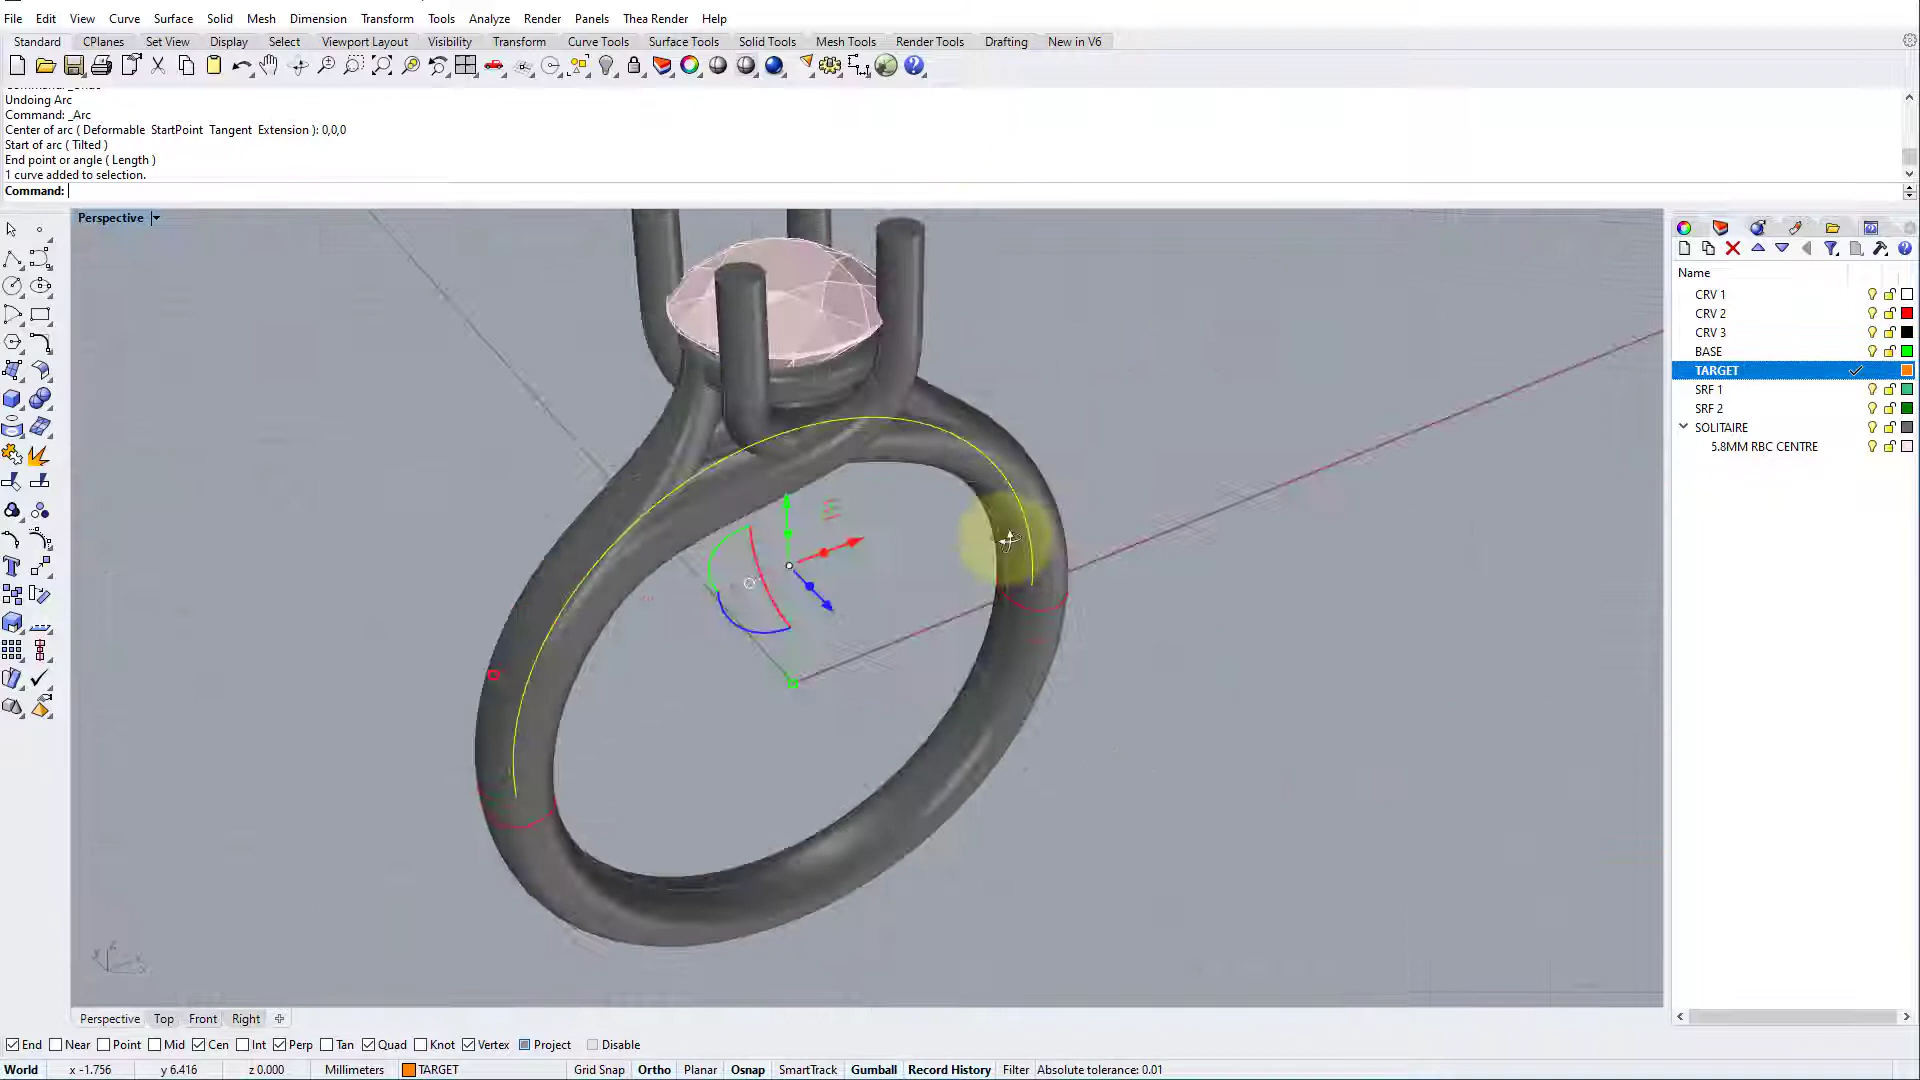 File Edit View Curve Surface Solid Mesh Dimension Transform Tools Analyze Render Panels Thea Render Help
Standard CPlanes Set View Display Select Viewport Layout Visibility Transform Curve Tools Surface Tools Solid Tools Mesh Tools Render Tools Drafting New in V6
Undoing Arc
Command: _Arc
Center of arc ( Deformable StartPoint Tangent Extension ): 0,0,0
Start of arc ( Tilted )
End point or angle ( Length )
1 curve added to selection.
Command:
Perspective
Name
CRV 1
CRV 2
CRV 3
BASE
TARGET
SRF 1
SRF 2
SOLITAIRE
5.8MM RBC CENTRE
Perspective Top Front Right
End Near Point Mid Cen Int Perp Tan Quad Knot Vertex Project Disable
World x -1.756 y 6.416 z 0.000 Millimeters TARGET Grid Snap Ortho Planar Osnap SmartTrack Gumball Record History Filter Absolute tolerance: 0.01